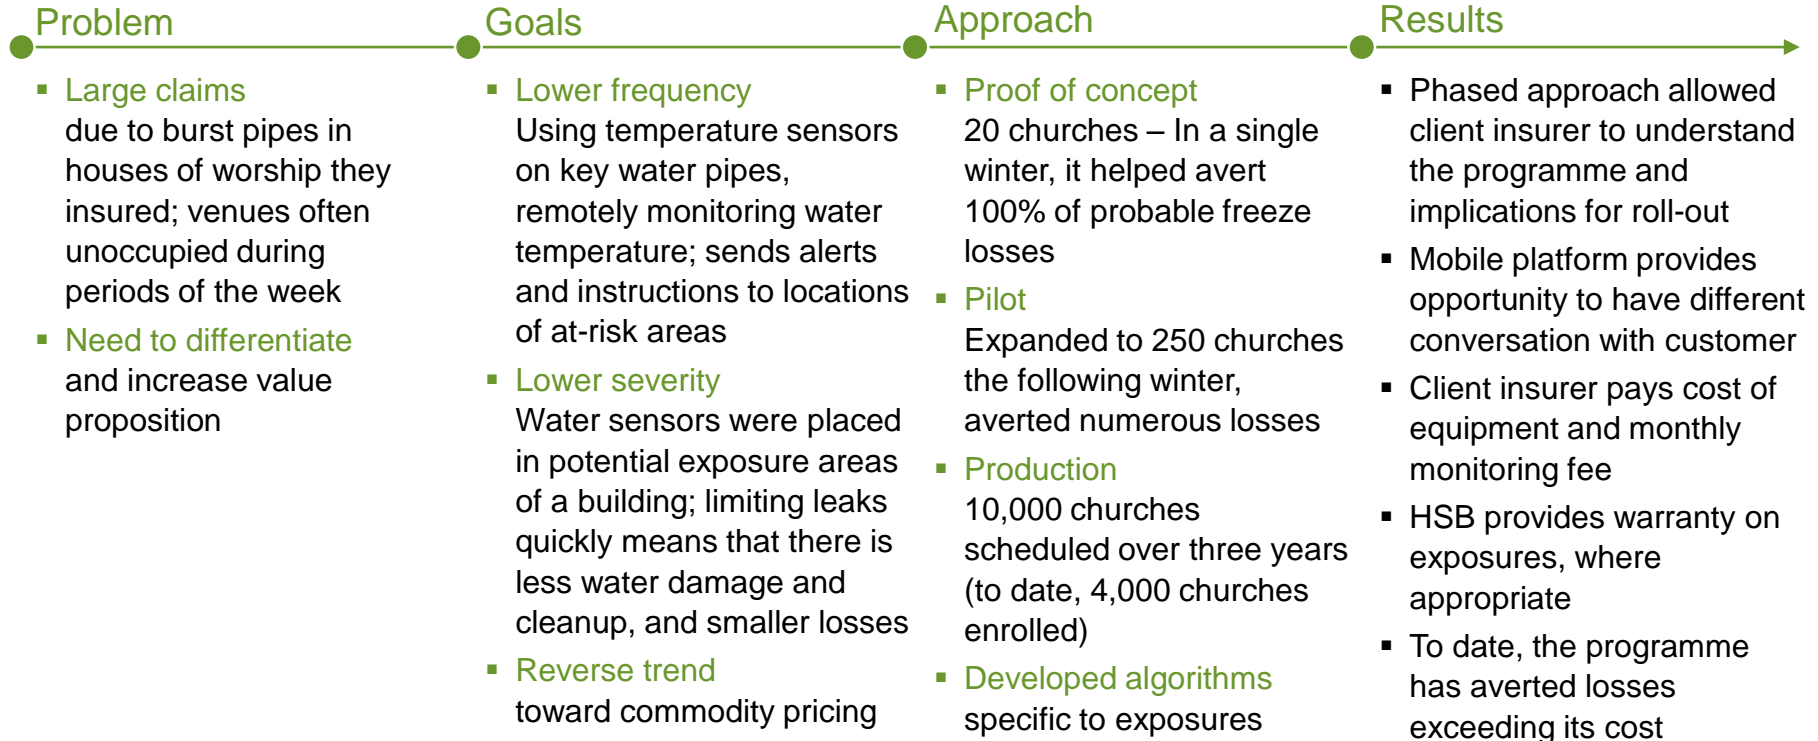 Problem
▪ Large claims
due to burst pipes in
houses of worship they
insured; venues often
unoccupied during
periods of the week
▪ Need to differentiate
and increase value
proposition
Goals
▪ Lower frequency
Using temperature sensors
on key water pipes,
remotely monitoring water
temperature; sends alerts
and instructions to locations
of at-risk areas
▪ Lower severity
Water sensors were placed
in potential exposure areas
of a building; limiting leaks
quickly means that there is
less water damage and
cleanup, and smaller losses
▪ Reverse trend
toward commodity pricing
Approach
▪ Proof of concept
20 churches – In a single
winter, it helped avert
100% of probable freeze
losses
▪ Pilot
Expanded to 250 churches
the following winter,
averted numerous losses
▪ Production
10,000 churches
scheduled over three years
(to date, 4,000 churches
enrolled)
▪ Developed algorithms
specific to exposures
Results
▪ Phased approach allowed
client insurer to understand
the programme and
implications for roll-out
▪ Mobile platform provides
opportunity to have different
conversation with customer
▪ Client insurer pays cost of
equipment and monthly
monitoring fee
▪ HSB provides warranty on
exposures, where
appropriate
▪ To date, the programme
has averted losses
exceeding its cost